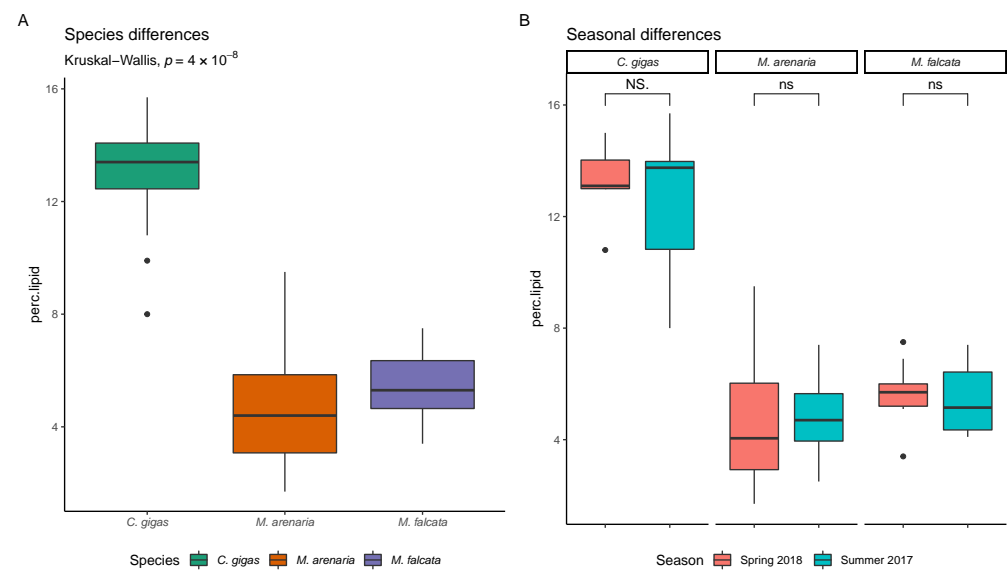 A
Species differences
Kruskal−Wallis, p = 4 × 10⁻⁸
16
12
8
4
perc.lipid
C. gigas
M. arenaria
M. falcata
Species
C. gigas
M. arenaria
M. falcata
B
Seasonal differences
C. gigas
M. arenaria
M. falcata
NS.
ns
ns
16
12
8
4
perc.lipid
Season
Spring 2018
Summer 2017